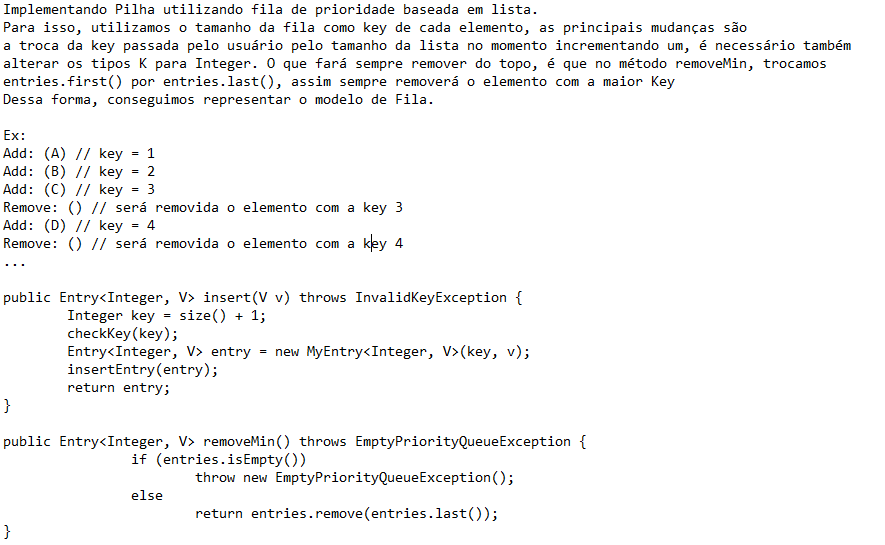 Implementando Pilha utilizando fila de prioridade baseada em lista.
Para isso, utilizamos o tamanho da fila como key de cada elemento, as principais mudanças são
a troca da key passada pelo usuário pelo tamanho da lista no momento incrementando um, é necessário também
alterar os tipos K para Integer. O que fará sempre remover do topo, é que no método removeMin, trocamos
entries.first() por entries.last(), assim sempre removerá o elemento com a maior Key
Dessa forma, conseguimos representar o modelo de Fila.

Ex:
Add: (A) // key = 1
Add: (B) // key = 2
Add: (C) // key = 3
Remove: () // será removida o elemento com a key 3
Add: (D) // key = 4
Remove: () // será removida o elemento com a key 4
...

public Entry<Integer, V> insert(V v) throws InvalidKeyException {
        Integer key = size() + 1;
        checkKey(key);
        Entry<Integer, V> entry = new MyEntry<Integer, V>(key, v);
        insertEntry(entry);
        return entry;
}

public Entry<Integer, V> removeMin() throws EmptyPriorityQueueException {
                if (entries.isEmpty())
                        throw new EmptyPriorityQueueException();
                else
                        return entries.remove(entries.last());
}